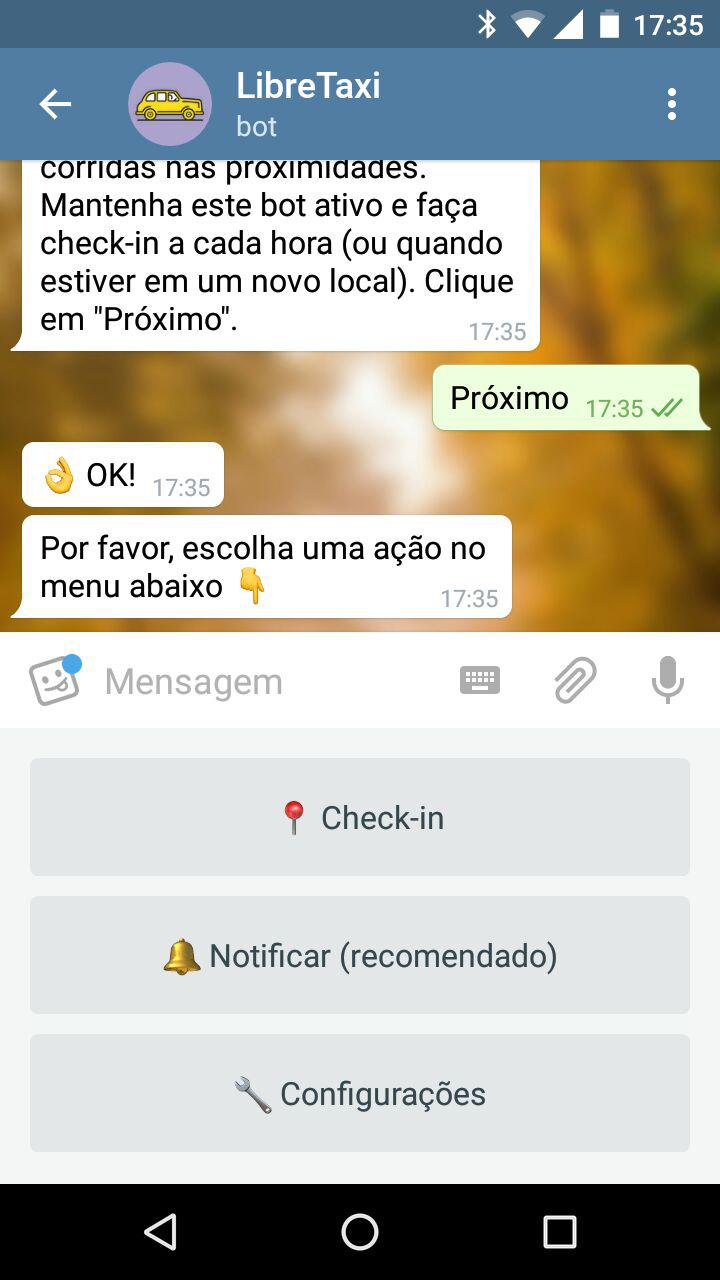 17:35
LibreTaxi
bot
corridas nas proximidades.
Mantenha este bot ativo e faça
check-in a cada hora (ou quando
estiver em um novo local). Clique
em "Próximo".
17:35
Próximo 17:35
👌 OK! 17:35
Por favor, escolha uma ação no
menu abaixo 👇
17:35
Mensagem
📍 Check-in
🔔 Notificar (recomendado)
🔧 Configurações